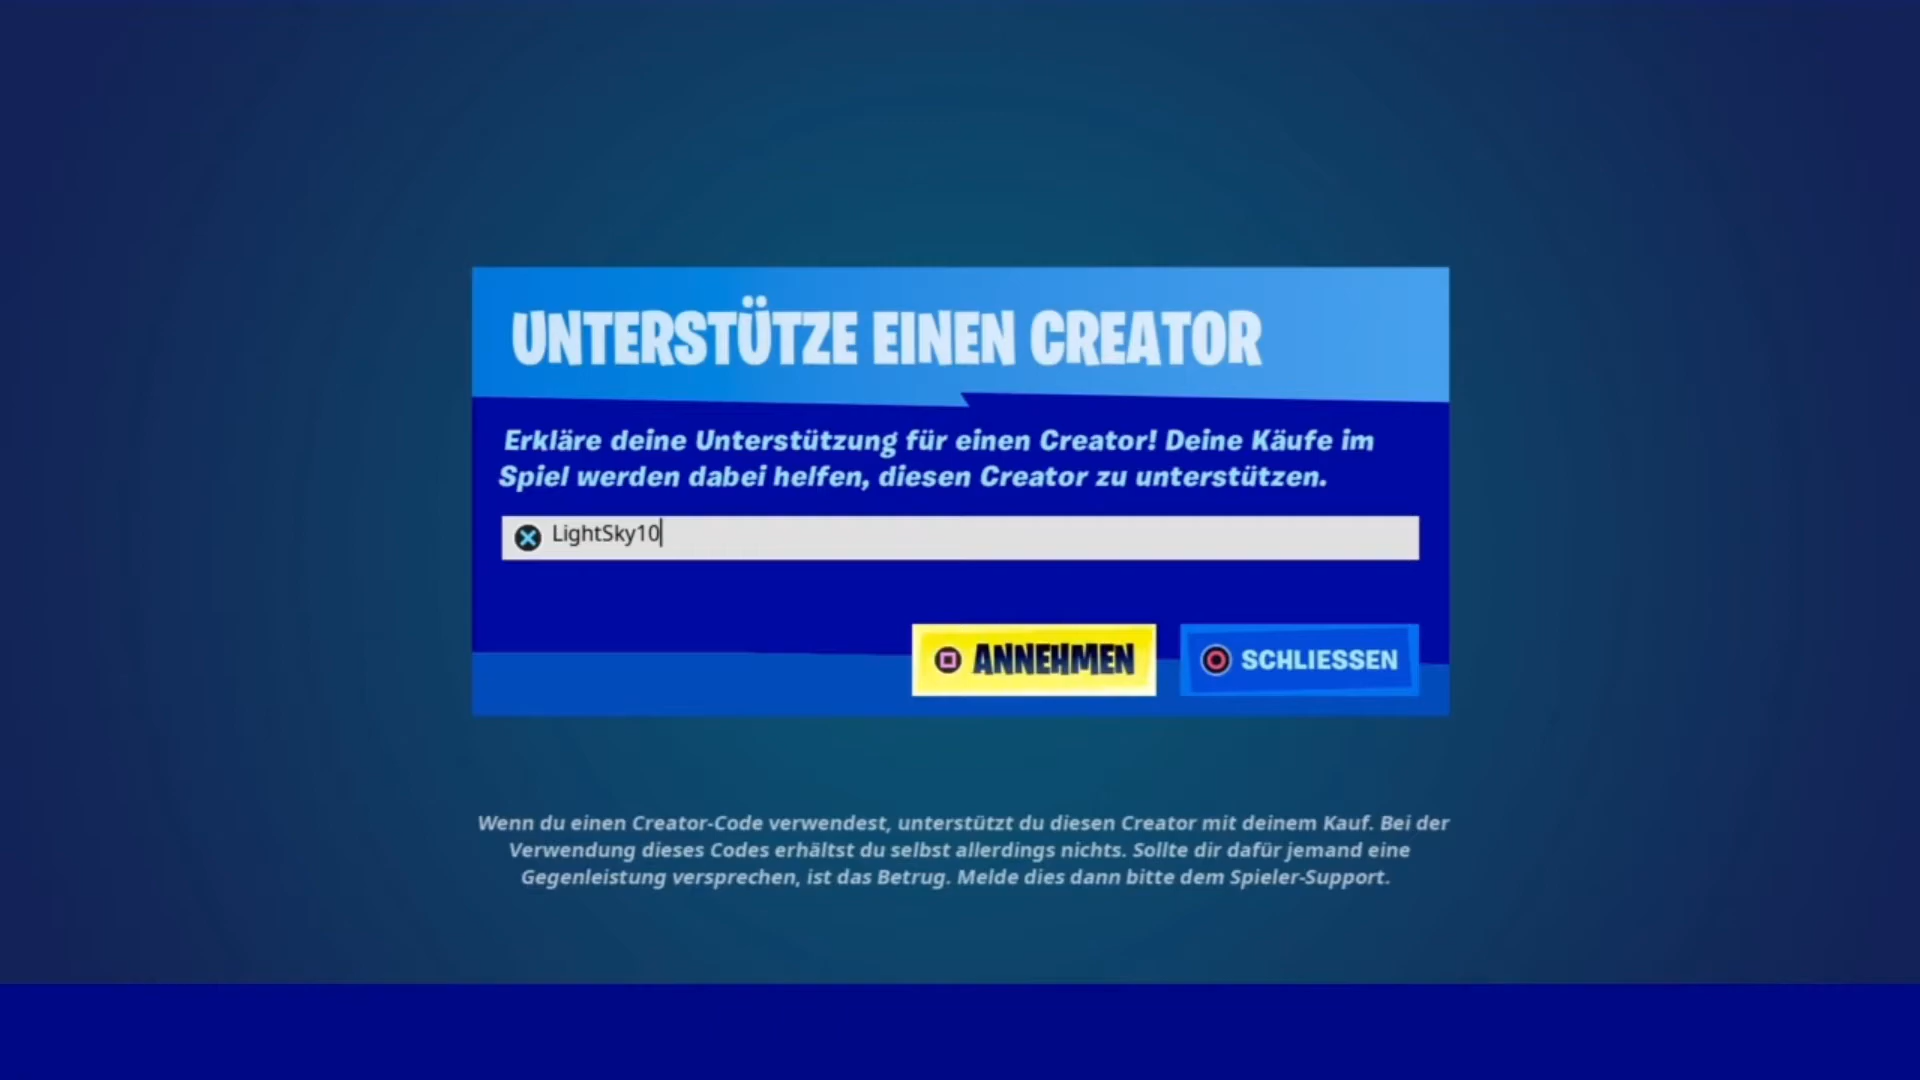 UNTERSTÜTZE EINEN CREATOR
Erkläre deine Unterstützung für einen Creator! Deine Käufe im
Spiel werden dabei helfen, diesen Creator zu unterstützen.
LightSky10
ANNEHMEN
SCHLIESSEN
Wenn du einen Creator-Code verwendest, unterstützt du diesen Creator mit deinem Kauf. Bei der
Verwendung dieses Codes erhältst du selbst allerdings nichts. Sollte dir dafür jemand eine
Gegenleistung versprechen, ist das Betrug. Melde dies dann bitte dem Spieler-Support.